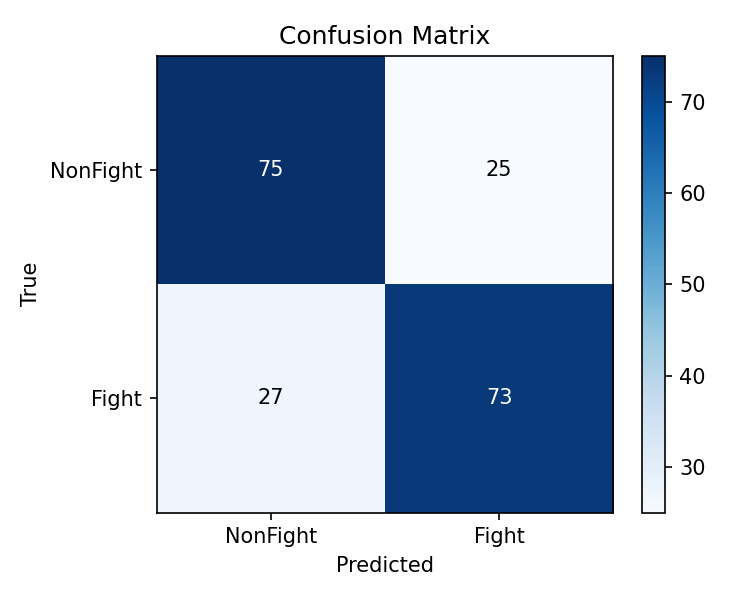 Confusion Matrix
True
NonFight
75
25
Fight
27
73
NonFight
Fight
Predicted
70
60
50
40
30